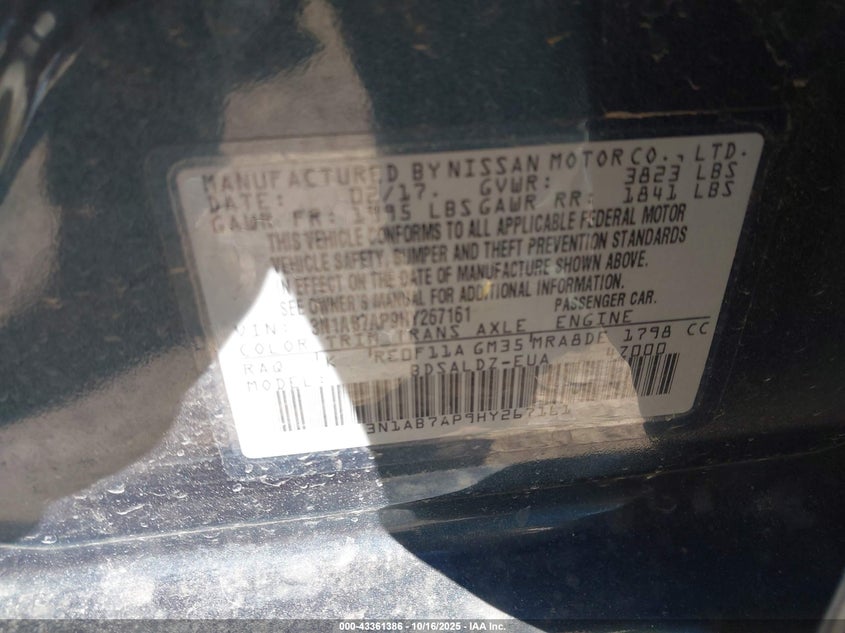 MANUFACTURED BY NISSAN MOTOR CO., LTD.
DATE: 02/17. GVWR: 3823 LBS
GAWR FR: 1995 LBS GAWR RR: 1841 LBS
THIS VEHICLE CONFORMS TO ALL APPLICABLE FEDERAL MOTOR
VEHICLE SAFETY, BUMPER AND THEFT PREVENTION STANDARDS
IN EFFECT ON THE DATE OF MANUFACTURE SHOWN ABOVE.
SEE OWNER'S MANUAL FOR ADDITIONAL INFORMATION.
VIN: 3N1AB7AP9HY267161 PASSENGER CAR.
COLOR TRIM TRANS AXLE ENGINE
RAQ K RE0F11A GM35 MRA8DE 1798 CC
MODEL: BDSALDZ-EUA 47000
3N1AB7AP9HY267161
000-43361386 - 10/16/2025 - IAA Inc.